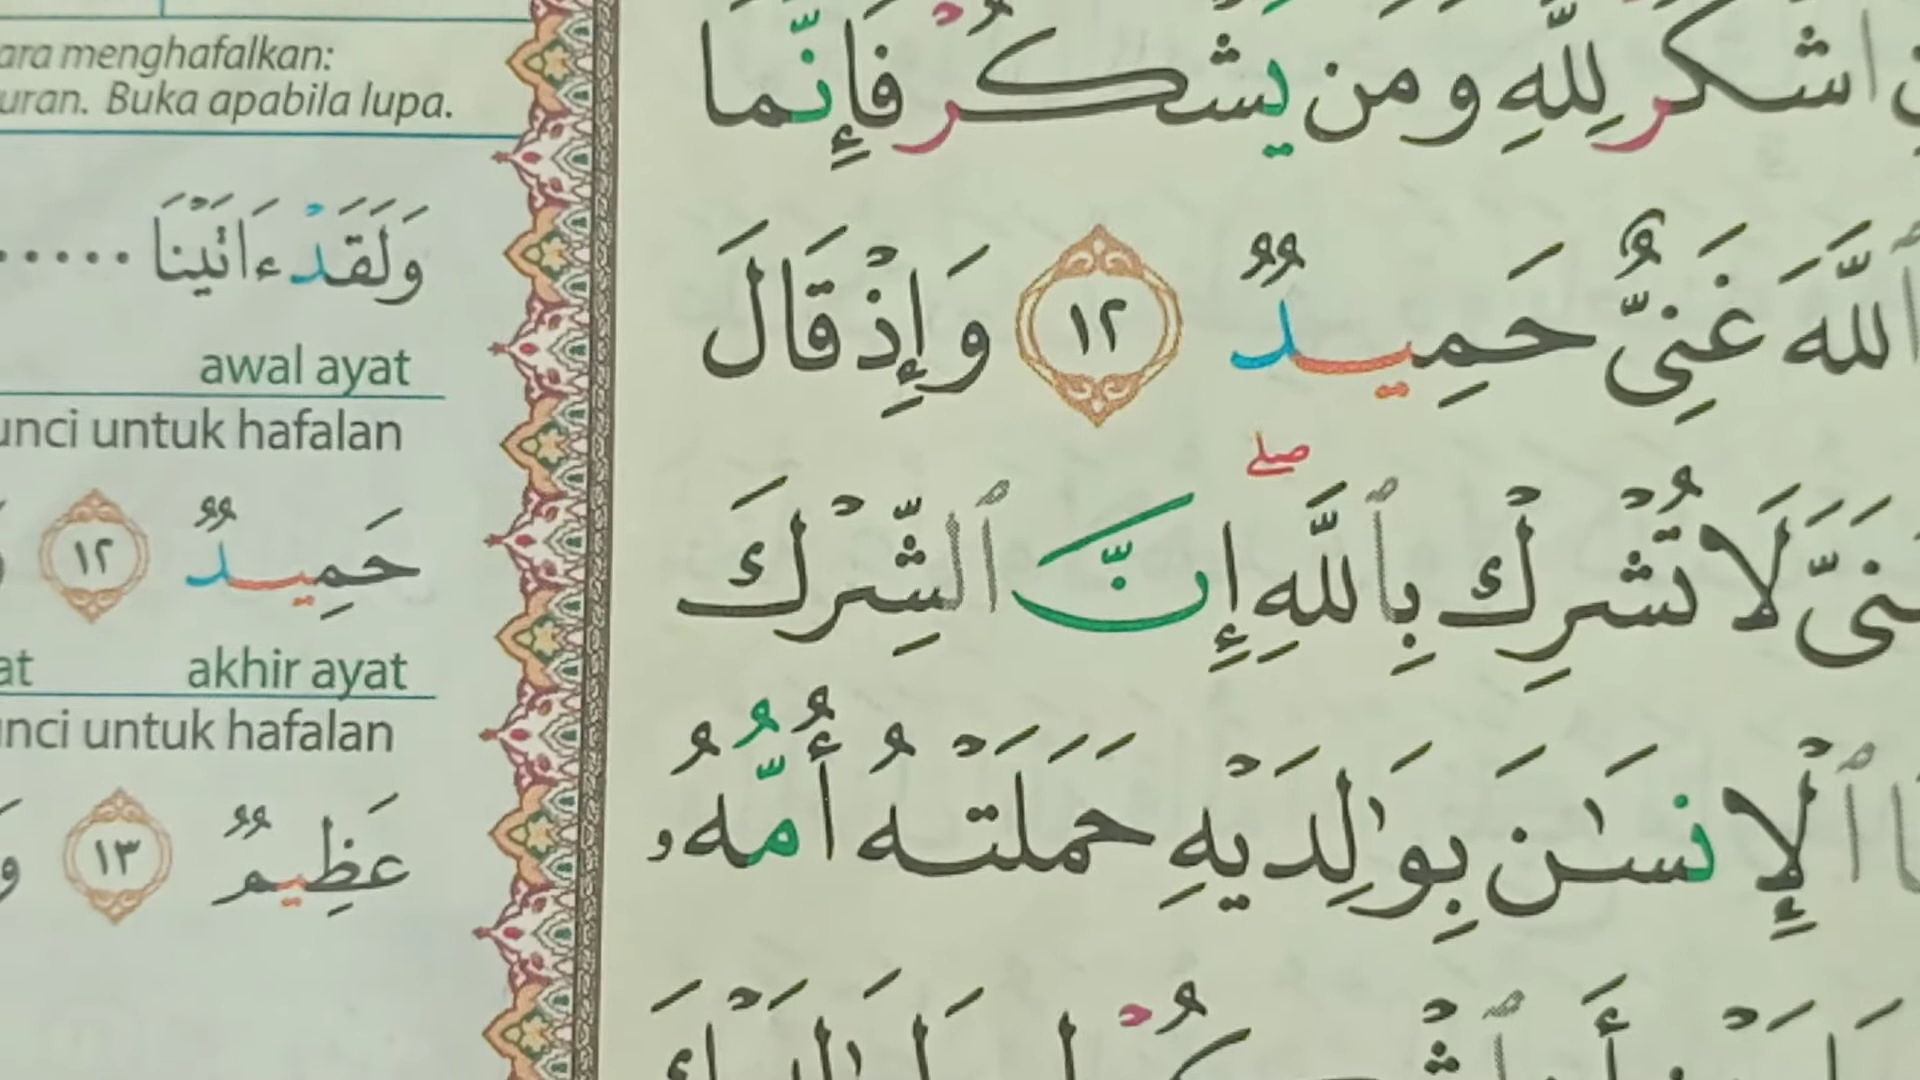 ara menghafalkan:
uran. Buka apabila lupa.
وَلَقَدْ ءَاتَيْنَا ......
awal ayat
unci untuk hafalan
حَمِيدٌ ١٢
at akhir ayat
unci untuk hafalan
عَظِيمٌ ١٣ وَ
ٱشْكُرْ لِلَّهِ وَمَن يَشْكُرْ فَإِنَّمَا
ٱللَّهَ غَنِىٌّ حَمِيدٌ ١٢ وَإِذْ قَالَ
لَا تُشْرِكْ بِٱللَّهِ ۖ إِنَّ ٱلشِّرْكَ
ٱلْإِنسَـٰنَ بِوَٰلِدَيْهِ حَمَلَتْهُ أُمُّهُۥ